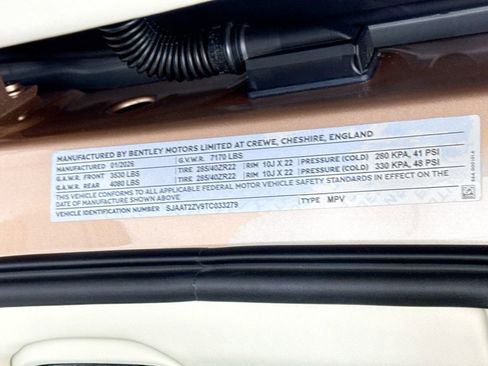 MANUFACTURED BY BENTLEY MOTORS LIMITED AT CREWE, CHESHIRE, ENGLAND
MANUFACTURED 01/2026 G.V.W.R. 7170 LBS
G.A.W.R. FRONT 3530 LBS TIRE 285/40ZR22 RIM 10J X 22 PRESSURE (COLD) 280 KPA, 41 PSI
G.A.W.R. REAR 4080 LBS TIRE 285/40ZR22 RIM 10J X 22 PRESSURE (COLD) 330 KPA, 48 PSI
THIS VEHICLE CONFORMS TO ALL APPLICABLE FEDERAL MOTOR VEHICLE SAFETY STANDARDS IN EFFECT ON THE
DATE OF MANUFACTURE SHOWN ABOVE
VEHICLE IDENTIFICATION NUMBER SJAAT2ZV9TC033279 TYPE MPV